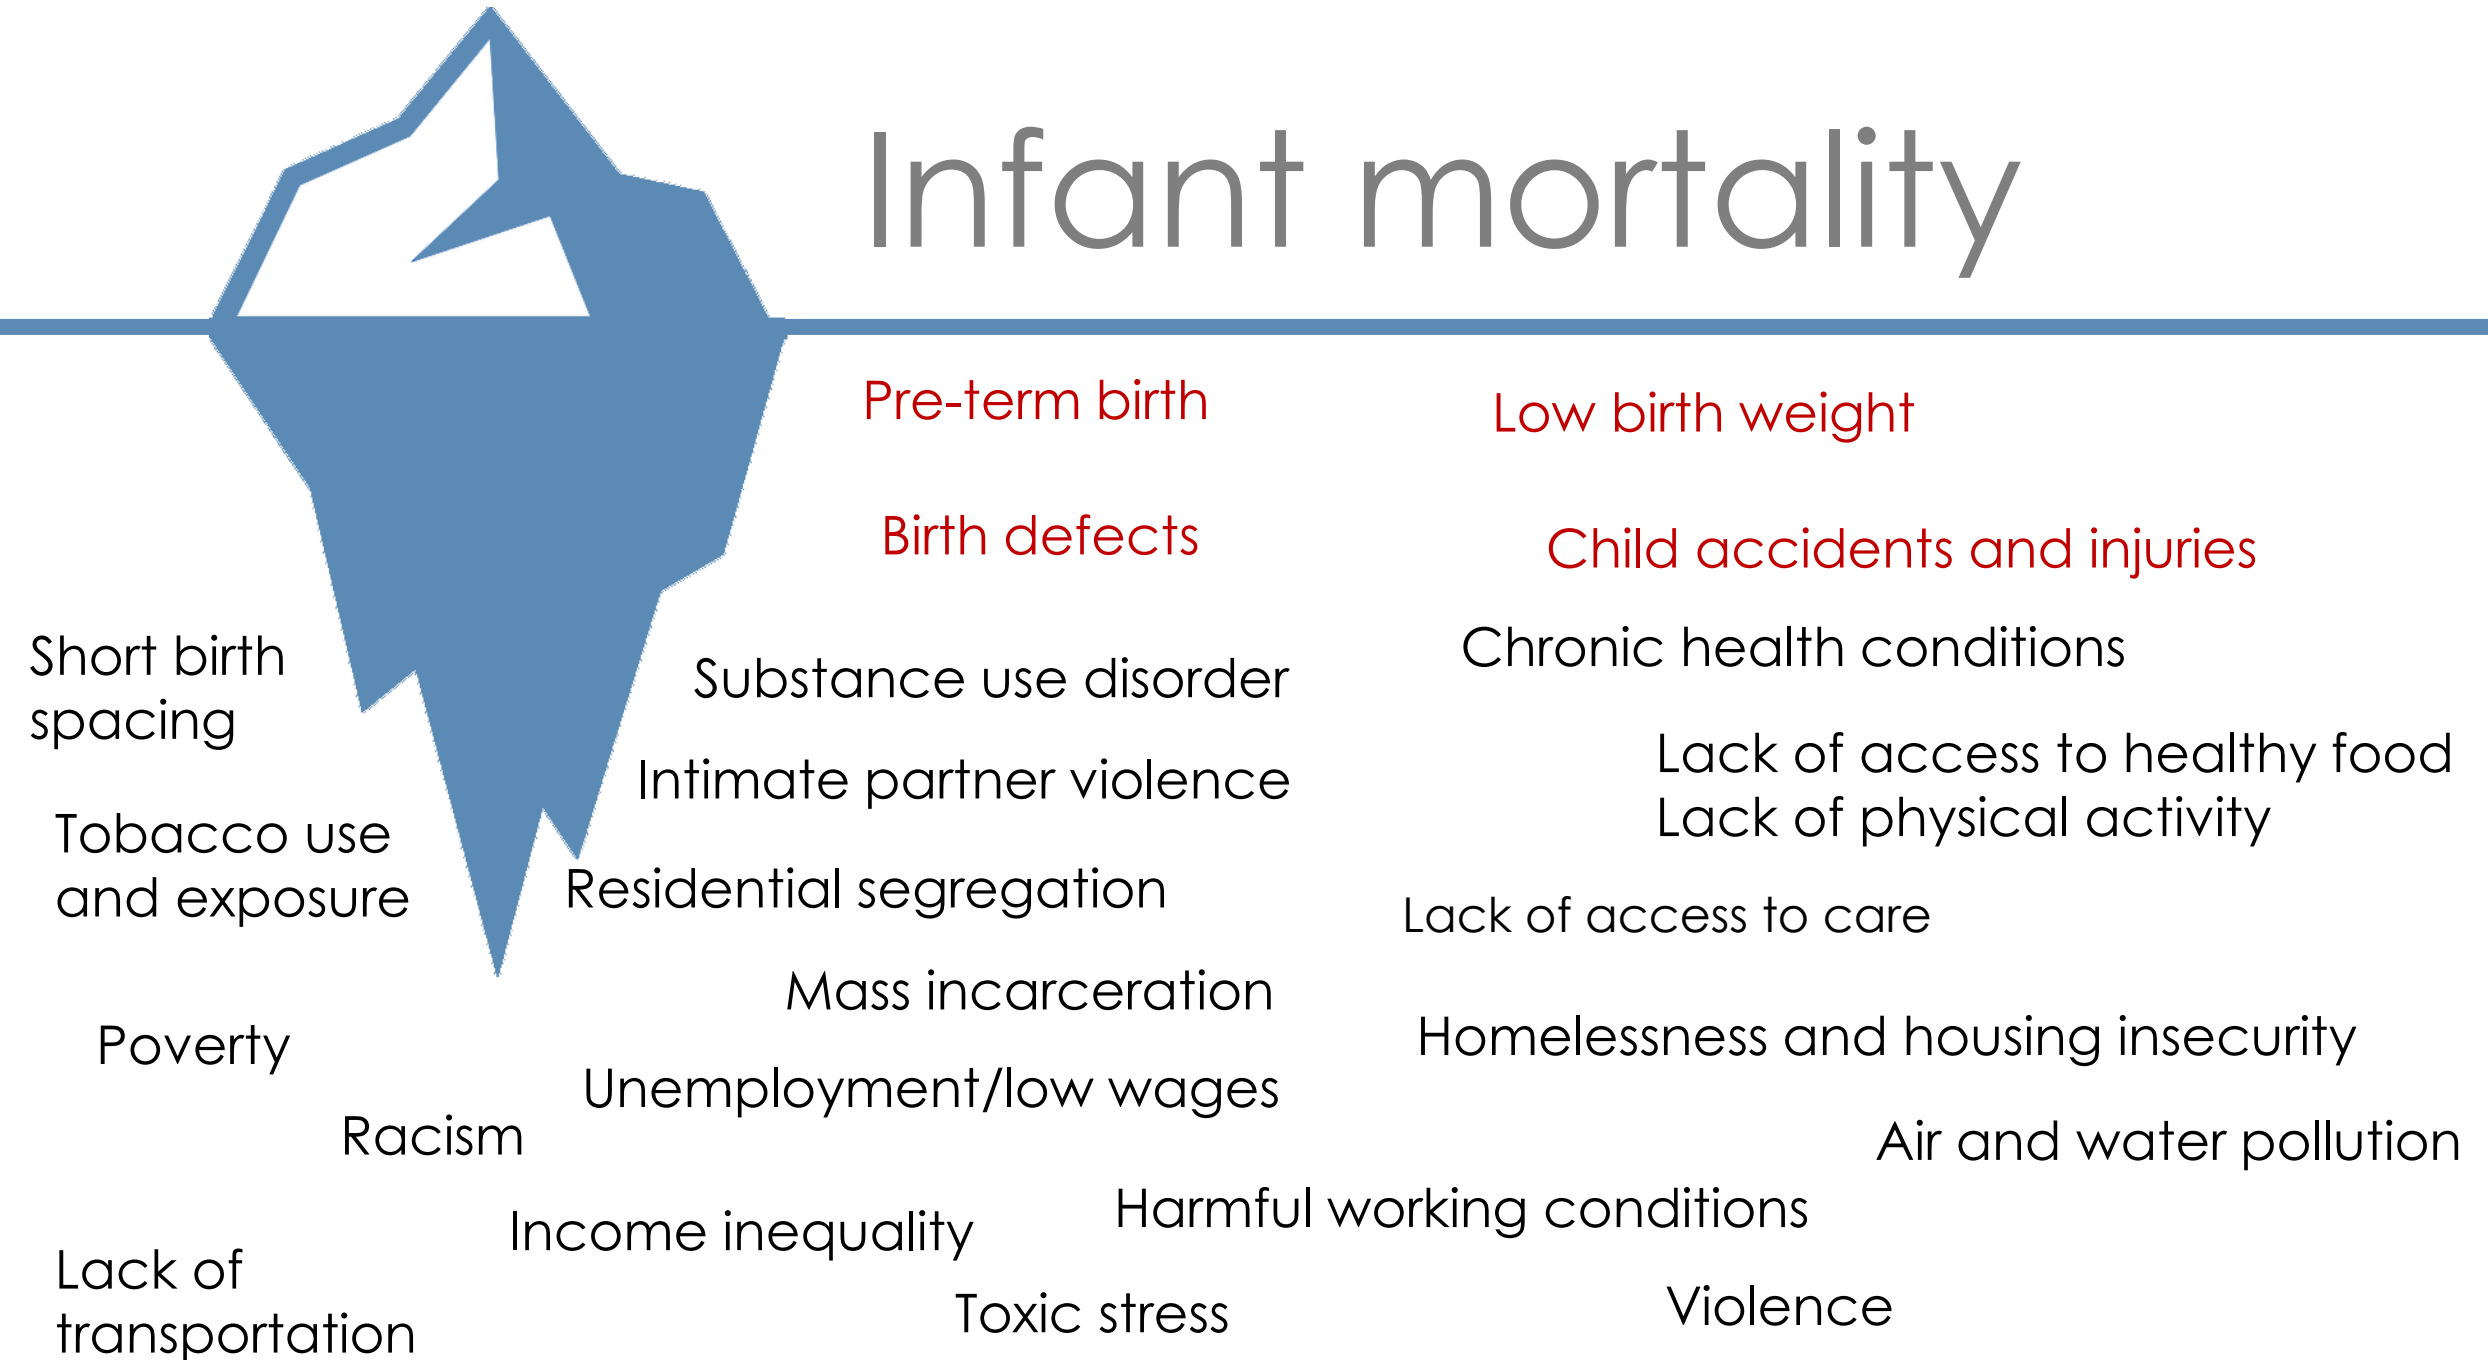 Infant mortality
Pre-term birth
Low birth weight
Birth defects
Child accidents and injuries
Short birth
spacing
Substance use disorder
Chronic health conditions
Intimate partner violence
Lack of access to healthy food
Lack of physical activity
Tobacco use
and exposure
Residential segregation
Lack of access to care
Mass incarceration
Poverty
Homelessness and housing insecurity
Unemployment/low wages
Racism
Air and water pollution
Income inequality
Harmful working conditions
Lack of
transportation
Toxic stress
Violence